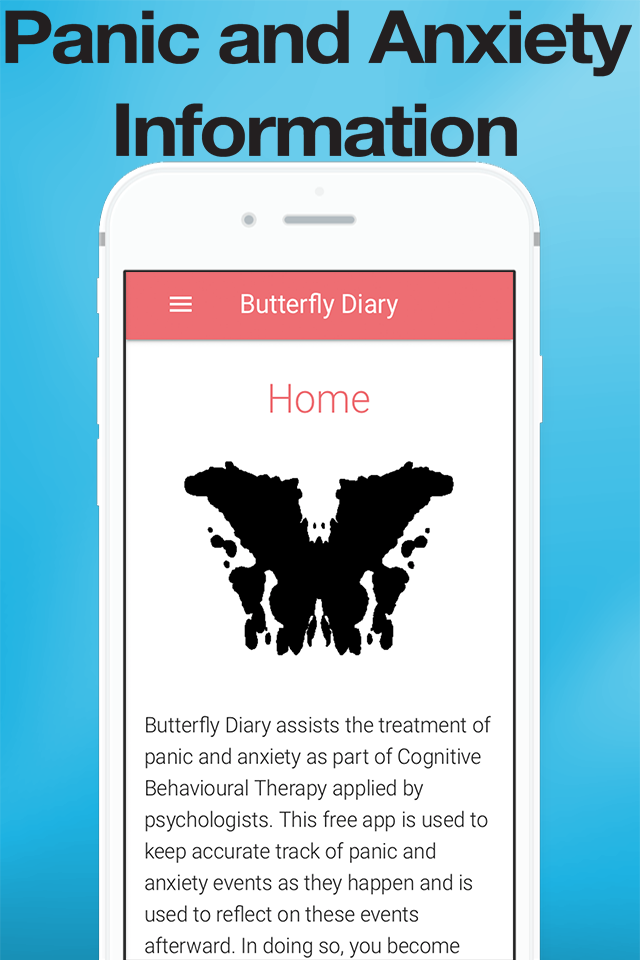 Panic and Anxiety
Information
Butterfly Diary
Home
Butterfly Diary assists the treatment of
panic and anxiety as part of Cognitive
Behavioural Therapy applied by
psychologists. This free app is used to
keep accurate track of panic and
anxiety events as they happen and is
used to reflect on these events
afterward. In doing so, you become